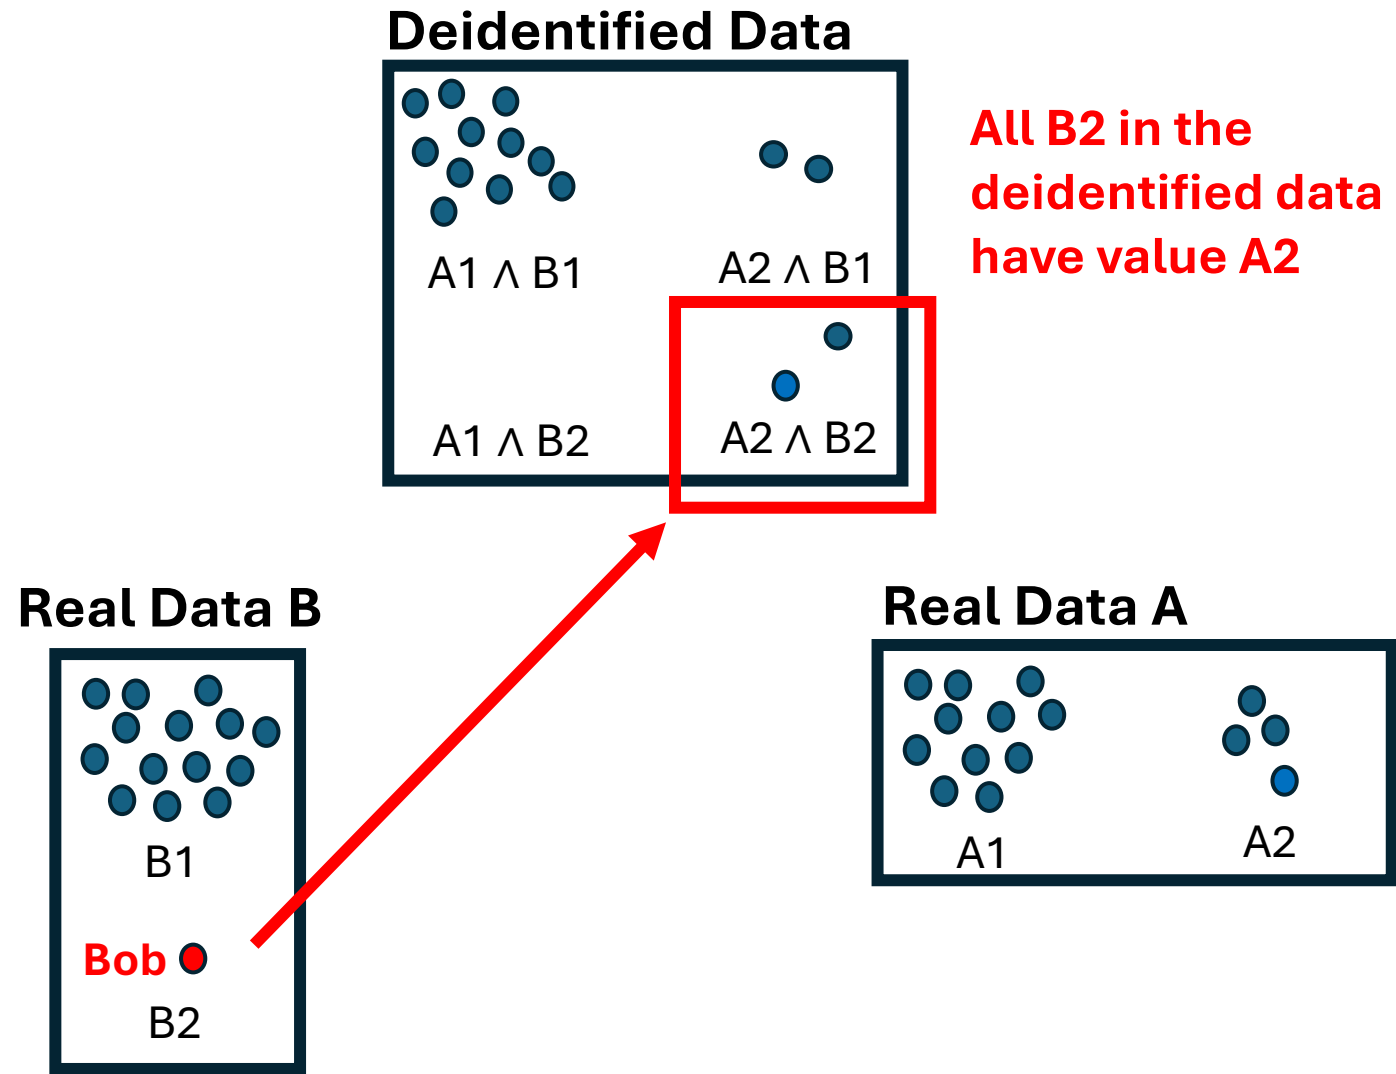 Deidentified Data
All B2 in the
deidentified data
have value A2
A1 ∧ B1
A2 ∧ B1
A1 ∧ B2
A2 ∧ B2
Real Data B
Real Data A
B1
A1
A2
Bob
B2